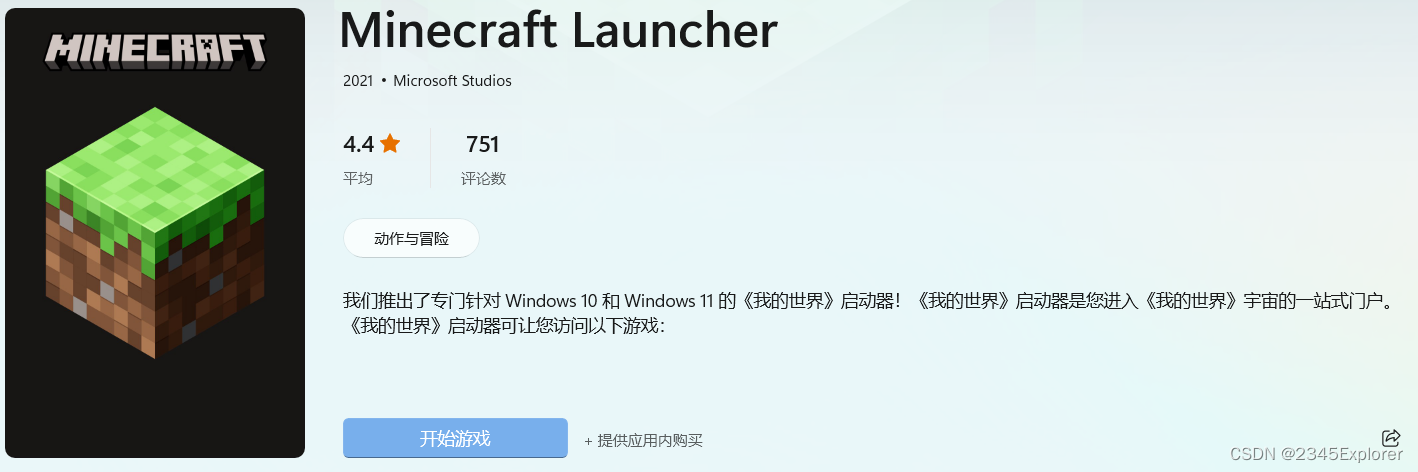 MINECRAFT
Minecraft Launcher
2021 • Microsoft Studios
4.4 751
平均 评论数
动作与冒险
我们推出了专门针对 Windows 10 和 Windows 11 的《我的世界》启动器！《我的世界》启动器是您进入《我的世界》宇宙的一站式门户。
《我的世界》启动器可让您访问以下游戏：
开始游戏 + 提供应用内购买
CSDN @2345Explorer